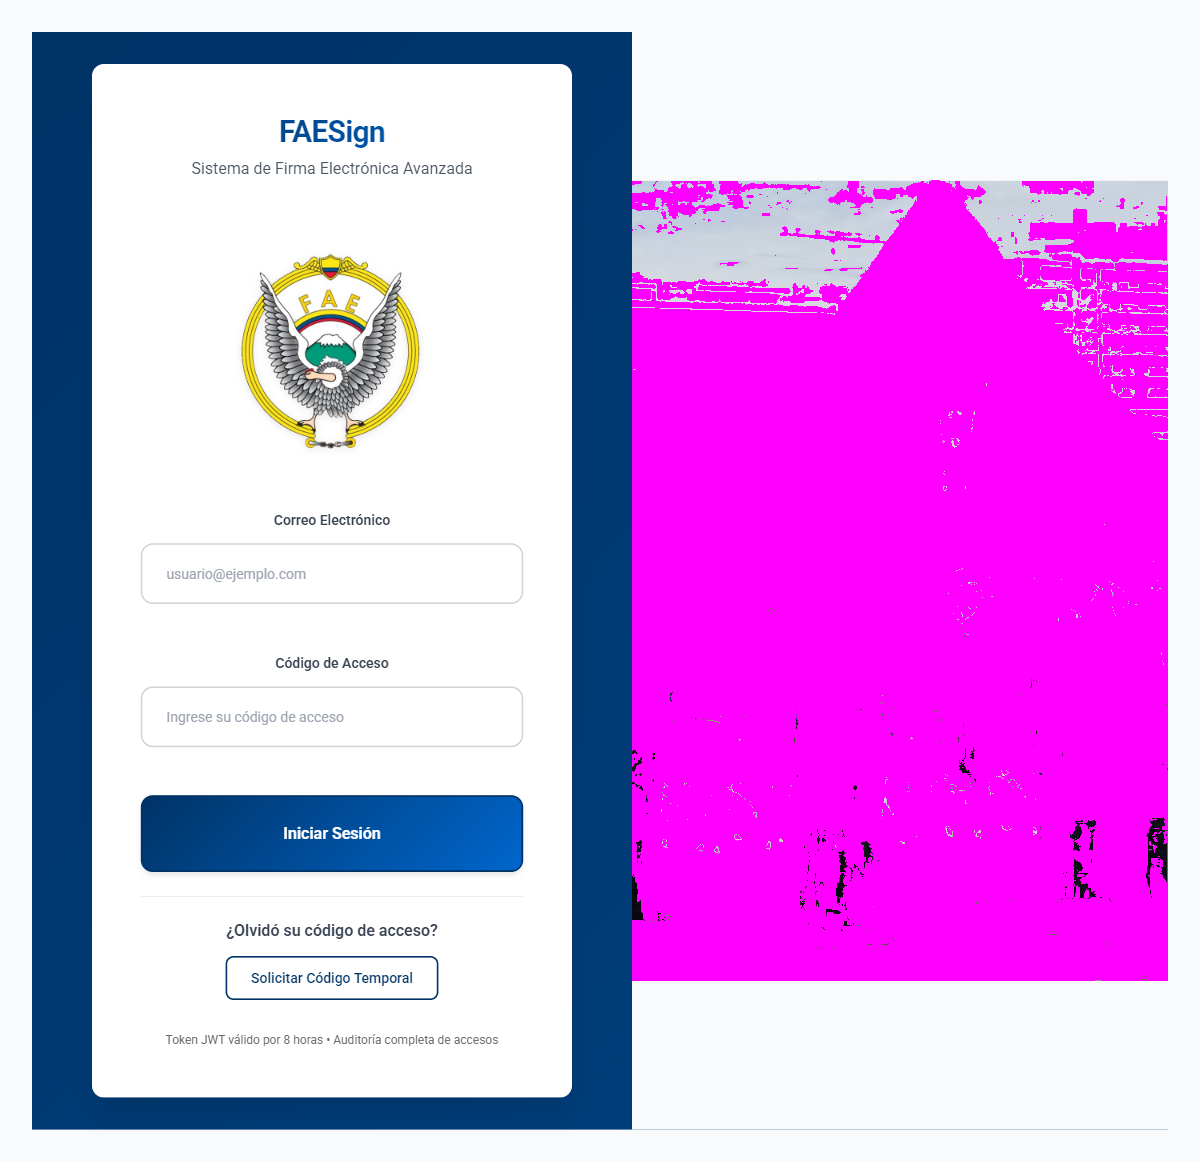 FAESign
Sistema de Firma Electrónica Avanzada
FAE
Correo Electrónico
usuario@ejemplo.com
Código de Acceso
Ingrese su código de acceso
Iniciar Sesión
¿Olvidó su código de acceso?
Solicitar Código Temporal
Token JWT válido por 8 horas • Auditoría completa de accesos